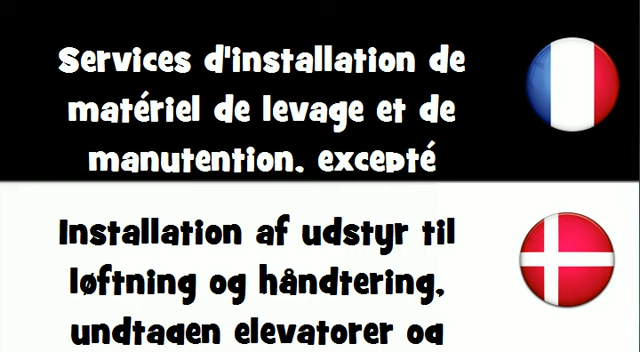 Services d'installation de
matériel de levage et de
manutention, excepté
Installation af udstyr til
løftning og håndtering,
undtagen elevatorer og